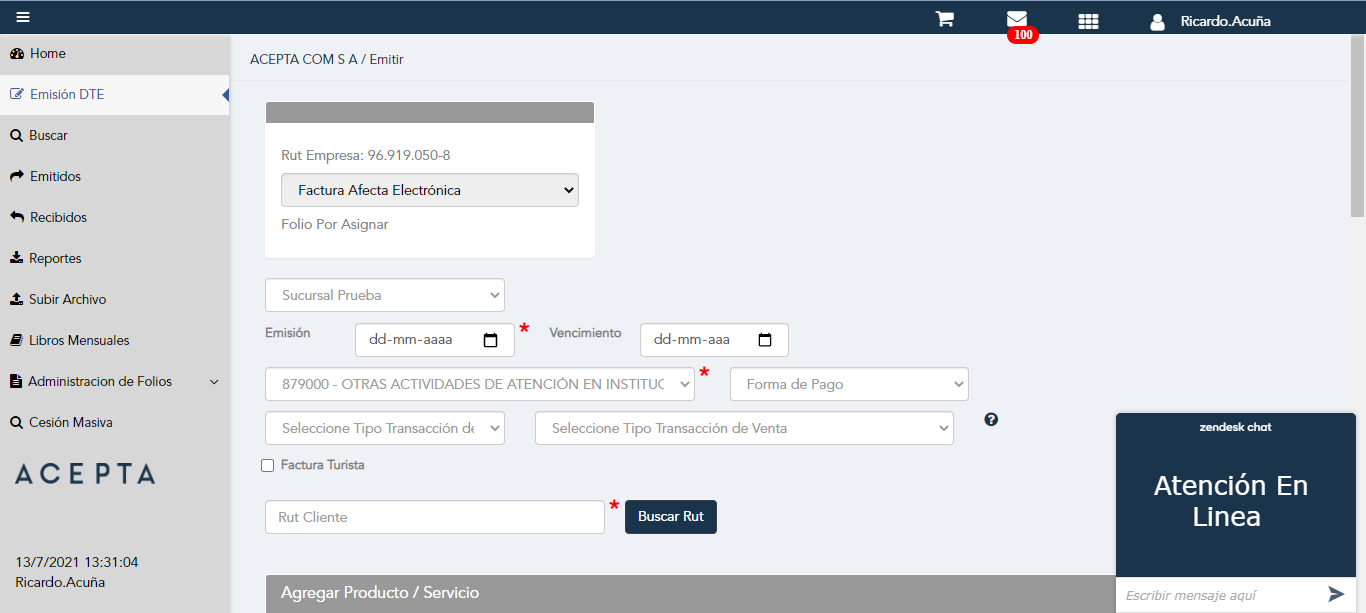 100
Ricardo.Acuña
Home
Emisión DTE
Buscar
Emitidos
Recibidos
Reportes
Subir Archivo
Libros Mensuales
Administracion de Folios
Cesión Masiva
ACEPTA
13/7/2021 13:31:04
Ricardo.Acuña
ACEPTA COM S A / Emitir
Rut Empresa: 96.919.050-8
Factura Afecta Electrónica
Folio Por Asignar
Sucursal Prueba
Emisión dd-mm-aaaa * Vencimiento dd-mm-aaa
879000 - OTRAS ACTIVIDADES DE ATENCIÓN EN INSTITUC * Forma de Pago
Seleccione Tipo Transacción de Seleccione Tipo Transacción de Venta ?
Factura Turista
Rut Cliente * Buscar Rut
Agregar Producto / Servicio
zendesk chat
Atención En
Linea
Escribir mensaje aquí